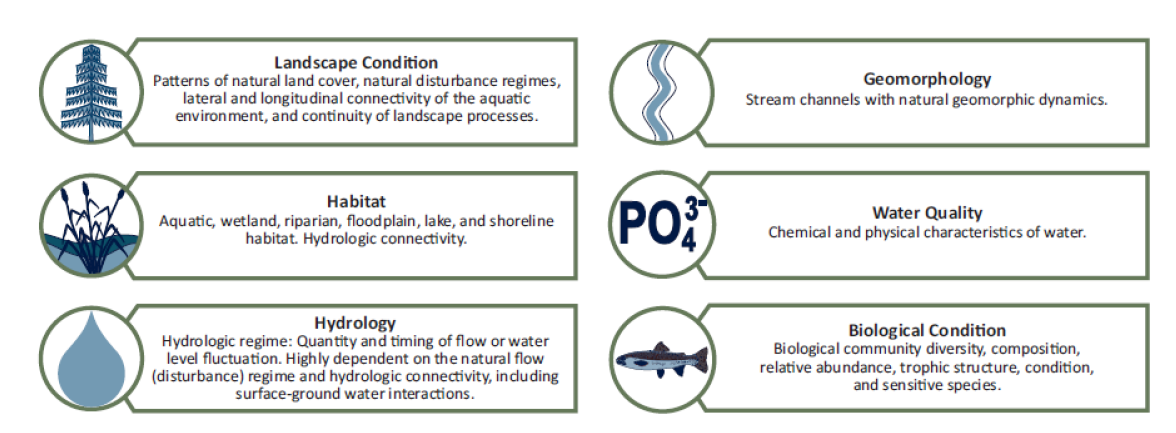 Landscape Condition
Patterns of natural land cover, natural disturbance regimes,
lateral and longitudinal connectivity of the aquatic
environment, and continuity of landscape processes.
Geomorphology
Stream channels with natural geomorphic dynamics.
Habitat
Aquatic, wetland, riparian, floodplain, lake, and shoreline
habitat. Hydrologic connectivity.
PO₄³⁻
Water Quality
Chemical and physical characteristics of water.
Hydrology
Hydrologic regime: Quantity and timing of flow or water
level fluctuation. Highly dependent on the natural flow
(disturbance) regime and hydrologic connectivity, including
surface-ground water interactions.
Biological Condition
Biological community diversity, composition,
relative abundance, trophic structure, condition,
and sensitive species.